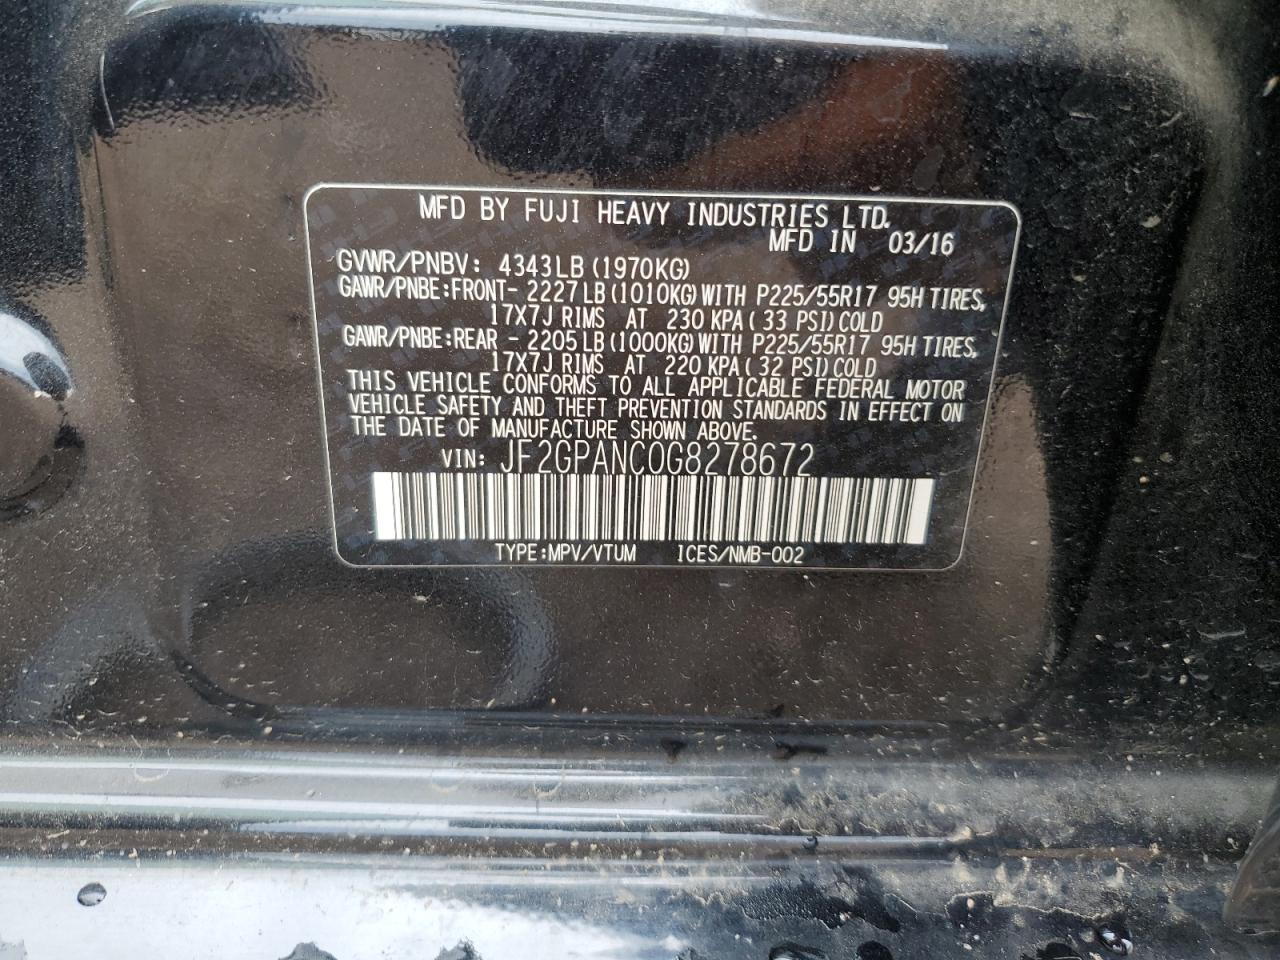 MFD BY FUJI HEAVY INDUSTRIES LTD.
MFD IN 03/16
GVWR/PNBV: 4343LB (1970KG)
GAWR/PNBE:FRONT- 2227LB (1010KG) WITH P225/55R17 95H TIRES,
17X7J RIMS AT 230 KPA (33 PSI) COLD
GAWR/PNBE:REAR - 2205LB (1000KG) WITH P225/55R17 95H TIRES,
17X7J RIMS AT 220 KPA (32 PSI) COLD
THIS VEHICLE CONFORMS TO ALL APPLICABLE FEDERAL MOTOR
VEHICLE SAFETY AND THEFT PREVENTION STANDARDS IN EFFECT ON
THE DATE OF MANUFACTURE SHOWN ABOVE.
VIN: JF2GPANC0G8278672
TYPE:MPV/VTUM ICES/NMB-002